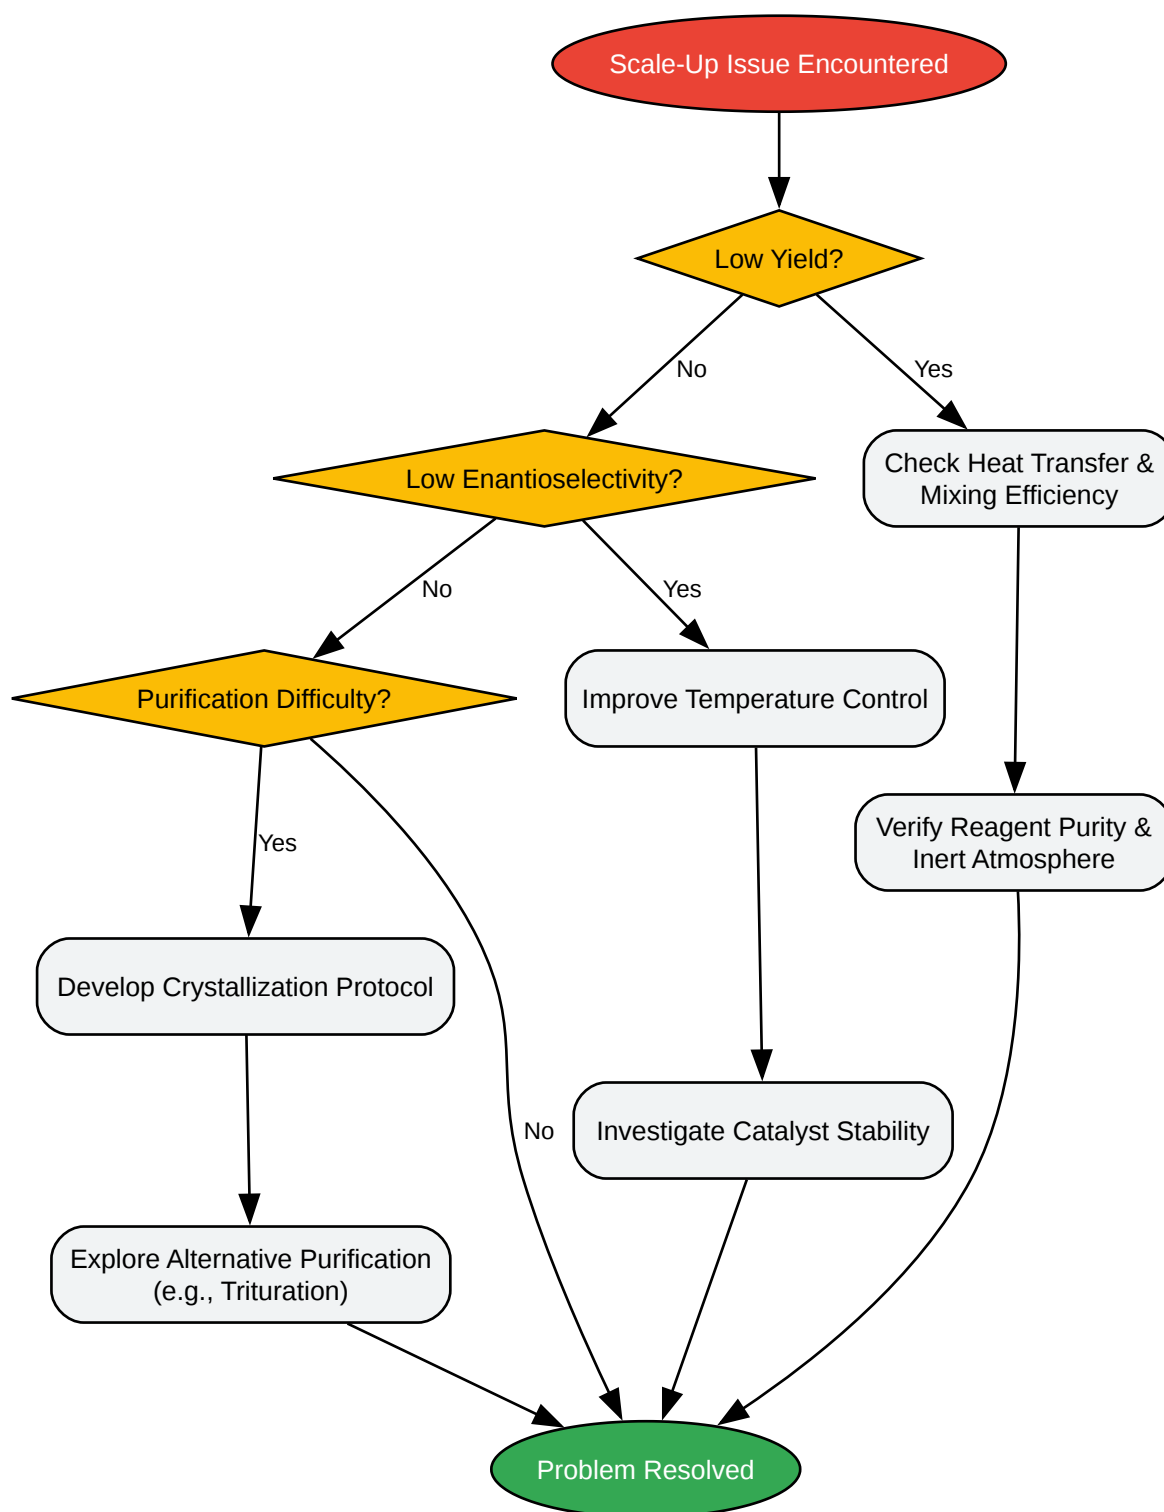 Scale-Up Issue Encountered
Low Yield?
No
Yes
Low Enantioselectivity?
Check Heat Transfer &
Mixing Efficiency
No
Yes
Purification Difficulty?
Improve Temperature Control
Verify Reagent Purity &
Inert Atmosphere
Yes
Develop Crystallization Protocol
No
Investigate Catalyst Stability
Explore Alternative Purification
(e.g., Trituration)
Problem Resolved